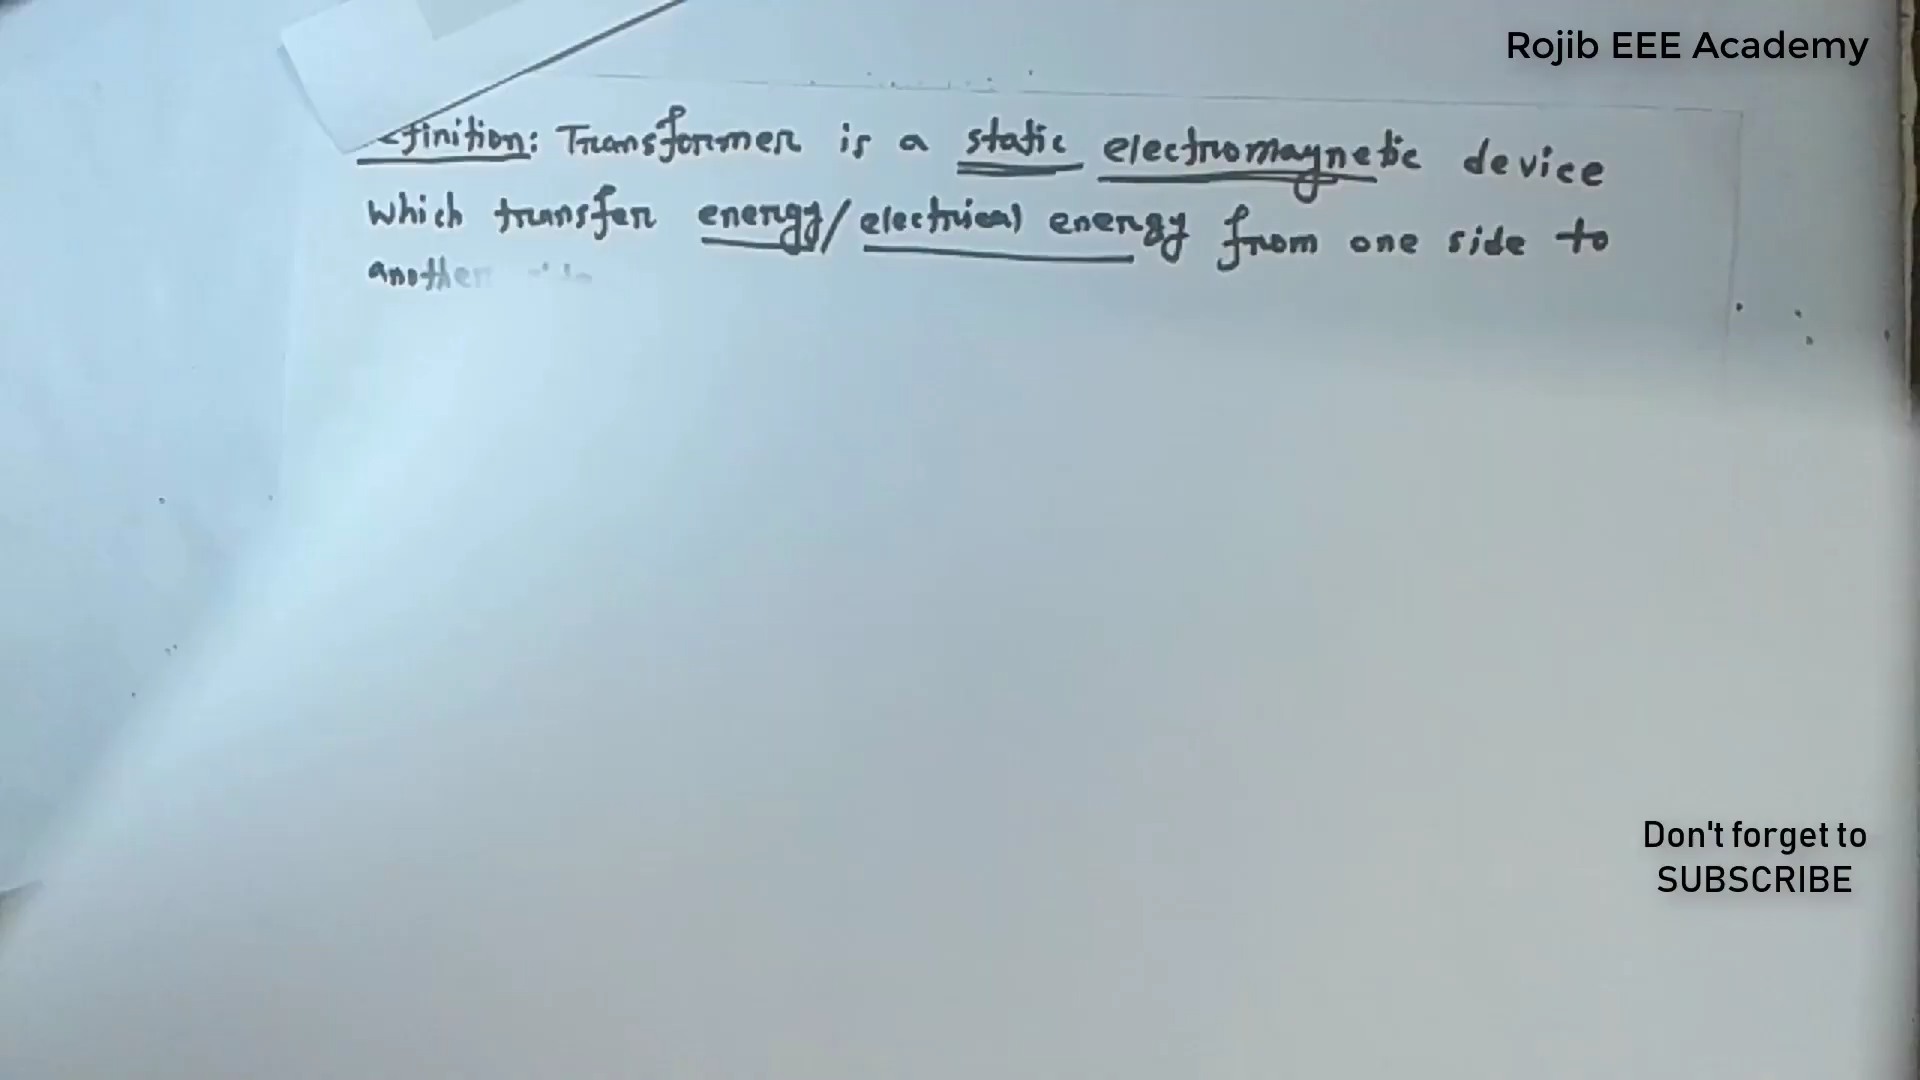 Rojib EEE Academy
finition: Transformer is a static electromagnetic device
which transfer energy/electrical energy from one side to
another
Don't forget to
SUBSCRIBE